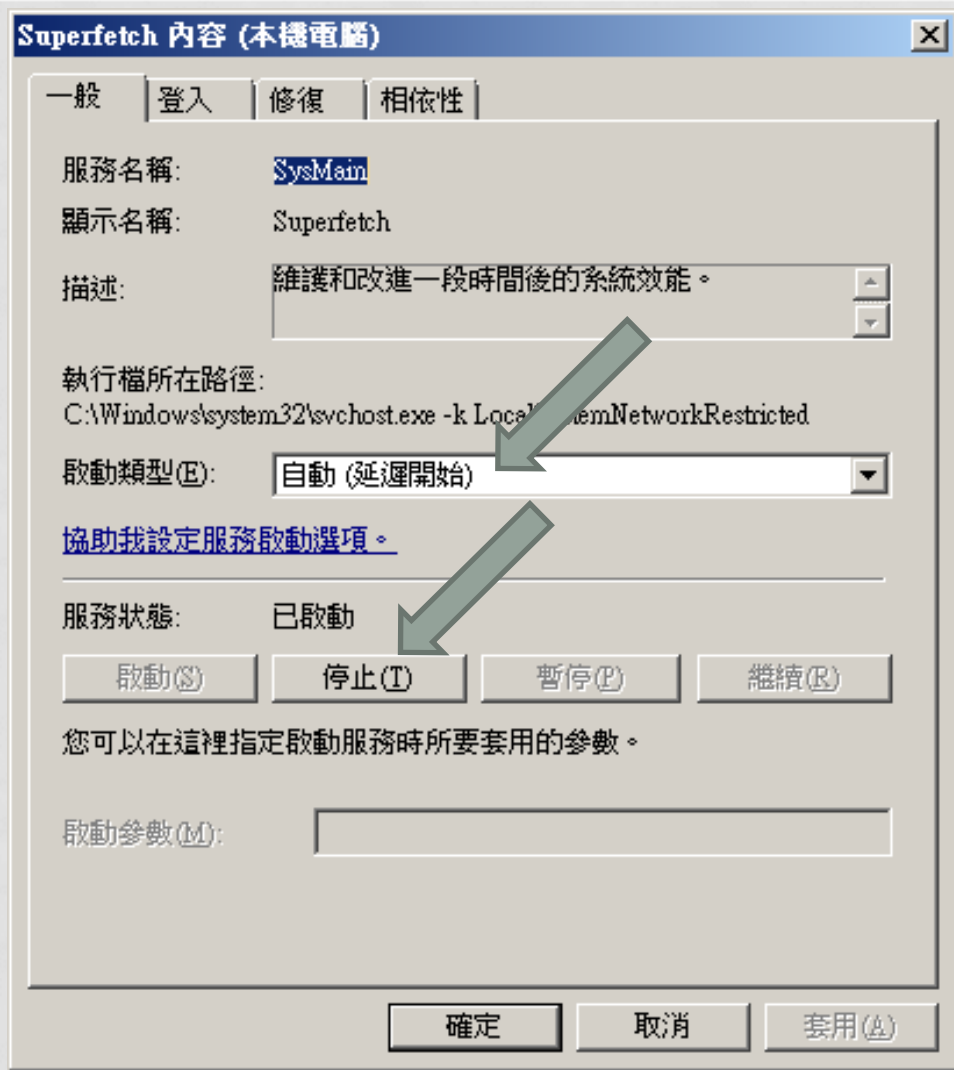 Superfetch 內容 (本機電腦)
一般 登入 修復 相依性
服務名稱: SysMain
顯示名稱: Superfetch
描述: 維護和改進一段時間後的系統效能。
執行檔所在路徑:
C:\Windows\system32\svchost.exe -k NetworkRestricted
啟動類型(E): 自動 (延遲開始)
協助我設定服務啟動選項。
服務狀態: 已啟動
啟動(S) 停止(T) 暫停(P) 繼續(R)
您可以在這裡指定啟動服務時所要套用的參數。
啟動參數(M):
確定 取消 套用(A)